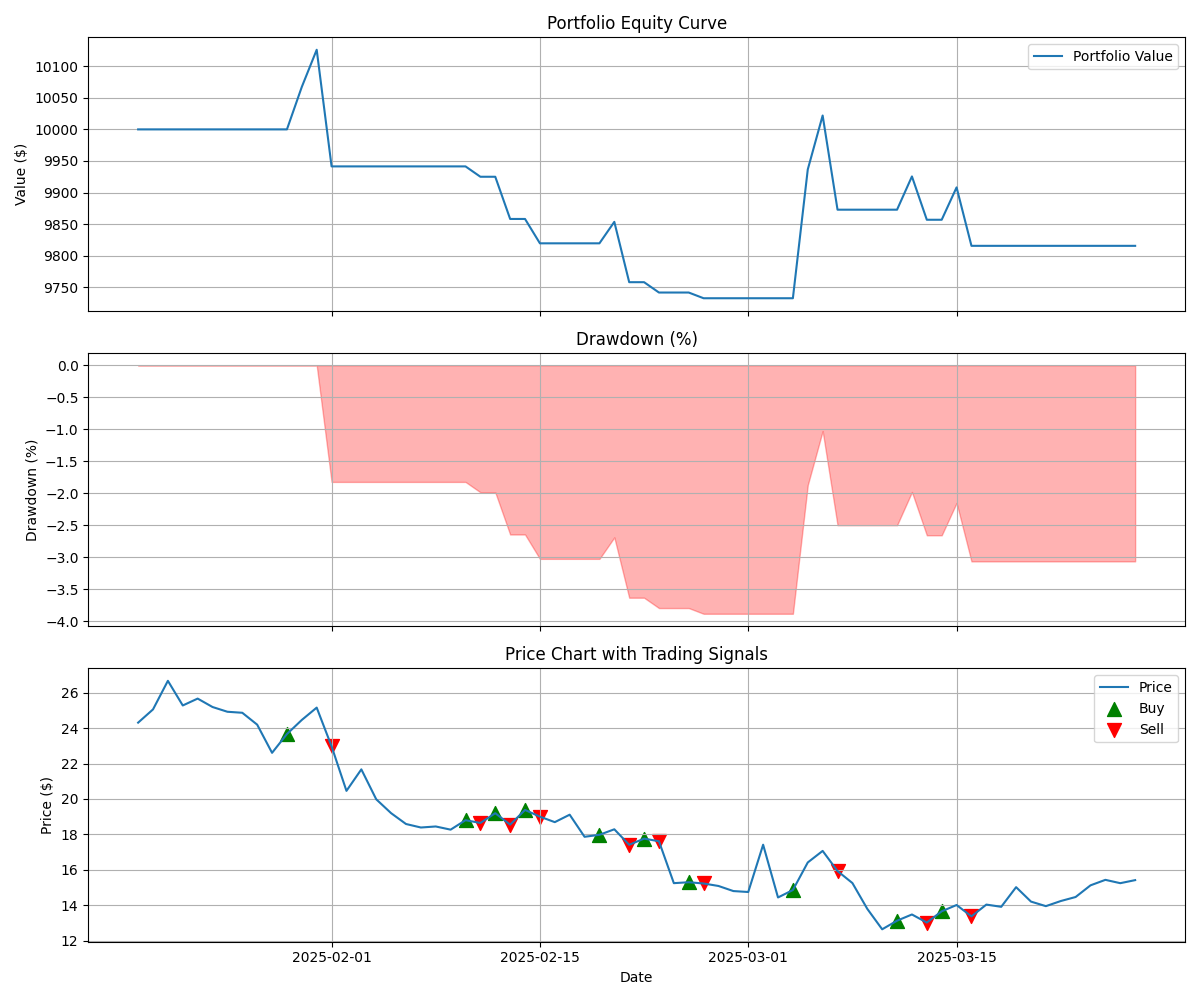 Portfolio Equity Curve
Value ($)
10100
10050
10000
9950
9900
9850
9800
9750
Portfolio Value
Drawdown (%)
Drawdown (%)
0.0
−0.5
−1.0
−1.5
−2.0
−2.5
−3.0
−3.5
−4.0
Price Chart with Trading Signals
Price ($)
26
24
22
20
18
16
14
12
Price
Buy
Sell
2025-02-01
2025-02-15
2025-03-01
2025-03-15
Date